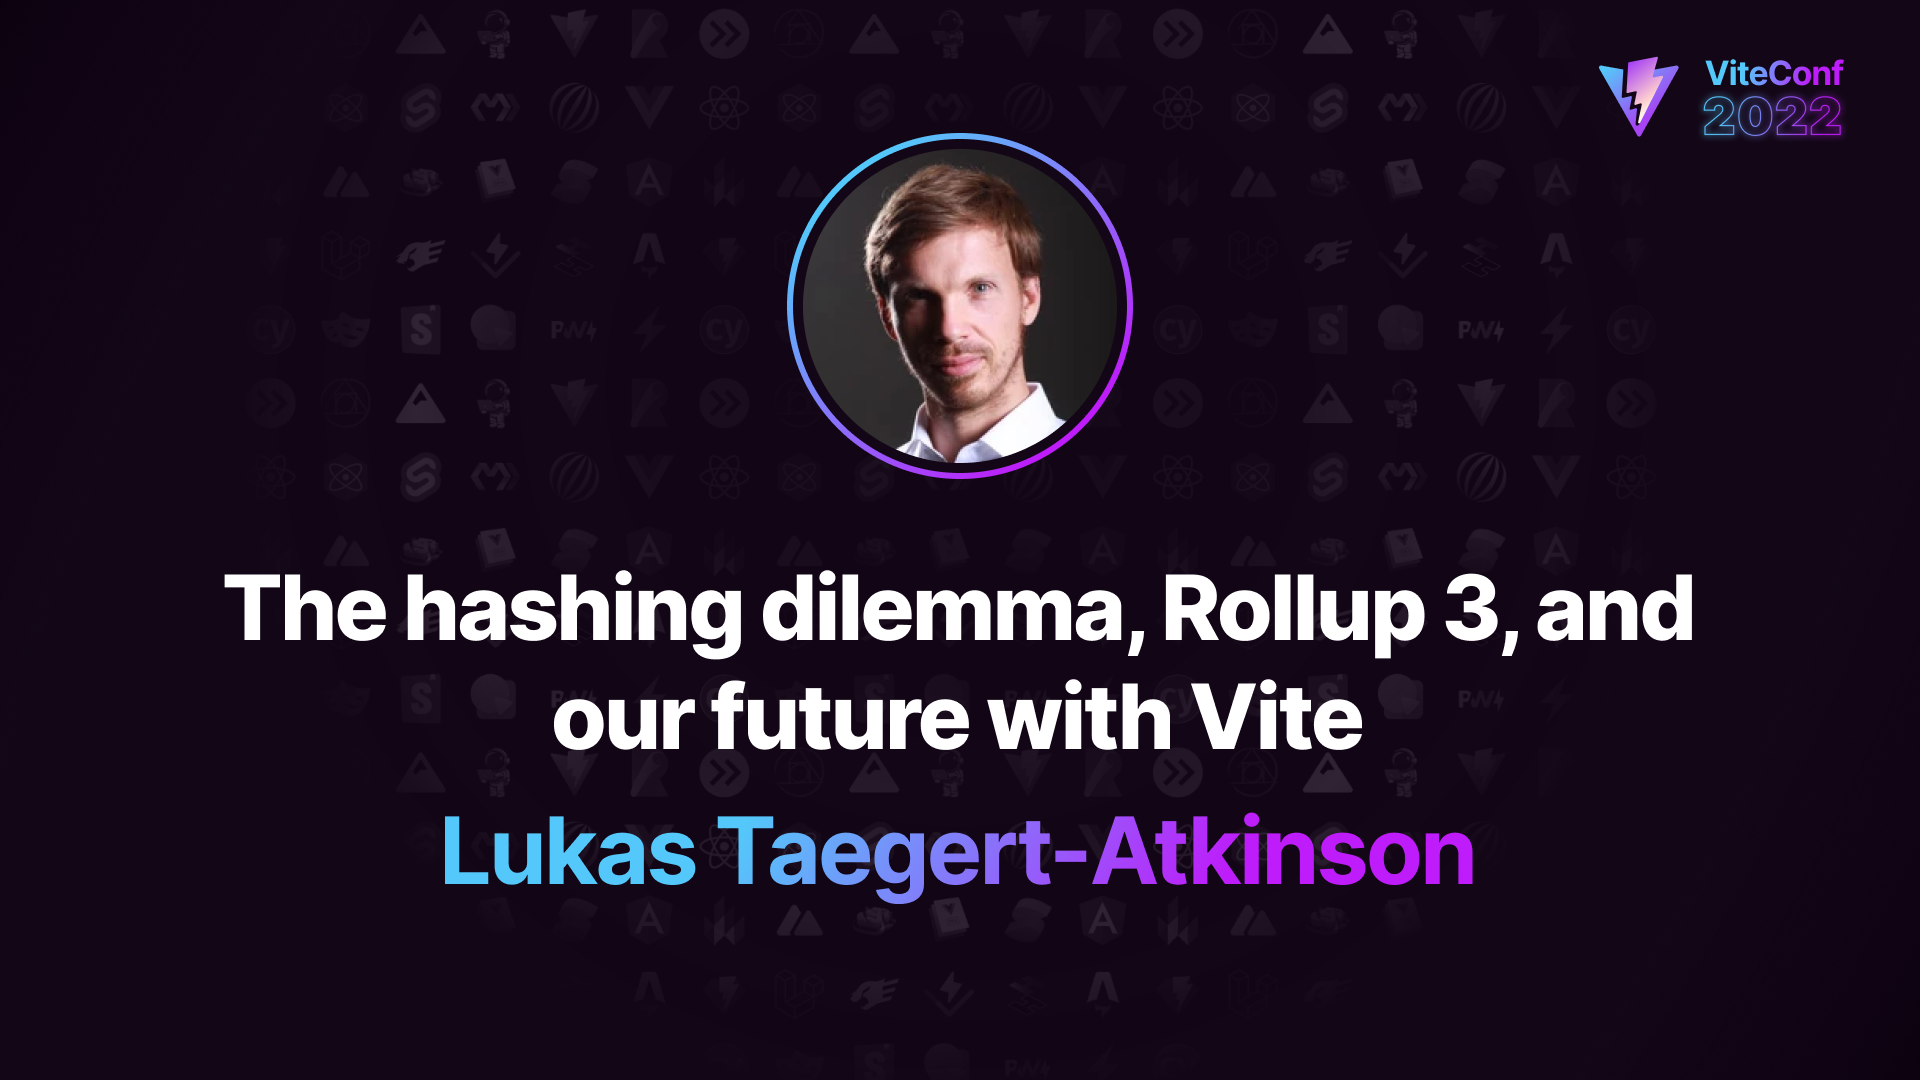 ViteConf
2022
The hashing dilemma, Rollup 3, and
our future with Vite
Lukas Taegert-Atkinson